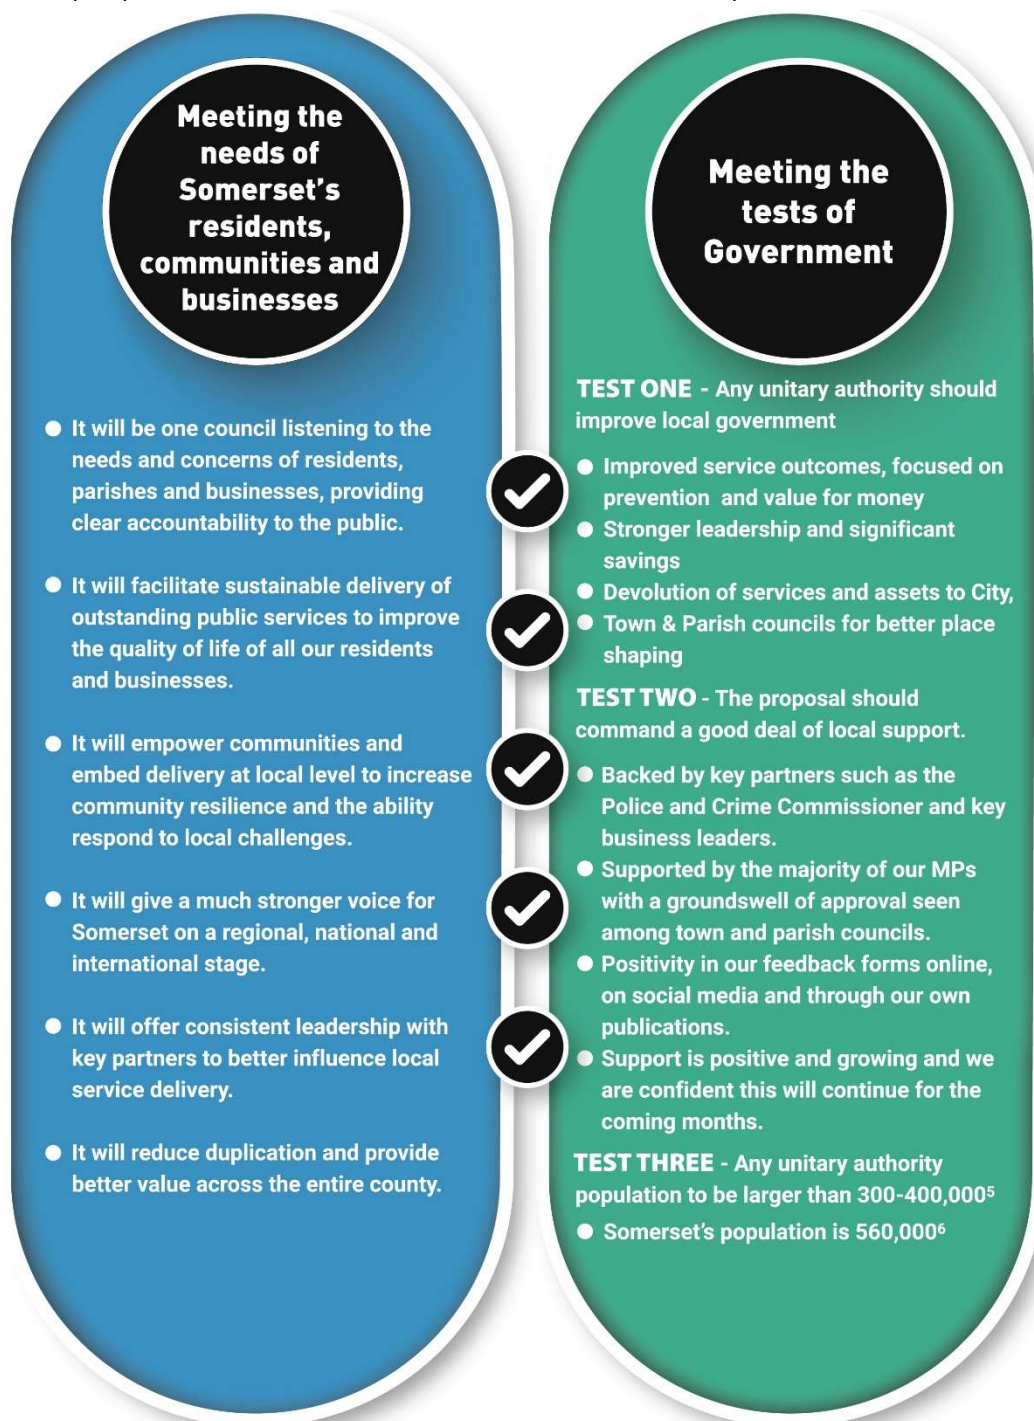 Meeting the
needs of
Somerset's
residents,
communities and
businesses
It will be one council listening to the
needs and concerns of residents,
parishes and businesses, providing
clear accountability to the public.
It will facilitate sustainable delivery of
outstanding public services to improve
the quality of life of all our residents
and businesses.
It will empower communities and
embed delivery at local level to increase
community resilience and the ability
respond to local challenges.
It will give a much stronger voice for
Somerset on a regional, national and
international stage.
It will offer consistent leadership with
key partners to better influence local
service delivery.
It will reduce duplication and provide
better value across the entire county.
Meeting the
tests of
Government
TEST ONE - Any unitary authority should
improve local government
Improved service outcomes, focused on
prevention and value for money
Stronger leadership and significant
savings
Devolution of services and assets to City,
Town & Parish councils for better place
shaping
TEST TWO - The proposal should
command a good deal of local support.
Backed by key partners such as the
Police and Crime Commissioner and key
business leaders.
Supported by the majority of our MPs
with a groundswell of approval seen
among town and parish councils.
Positivity in our feedback forms online,
on social media and through our own
publications.
Support is positive and growing and we
are confident this will continue for the
coming months.
TEST THREE - Any unitary authority
population to be larger than 300-400,000⁵
Somerset's population is 560,000⁶